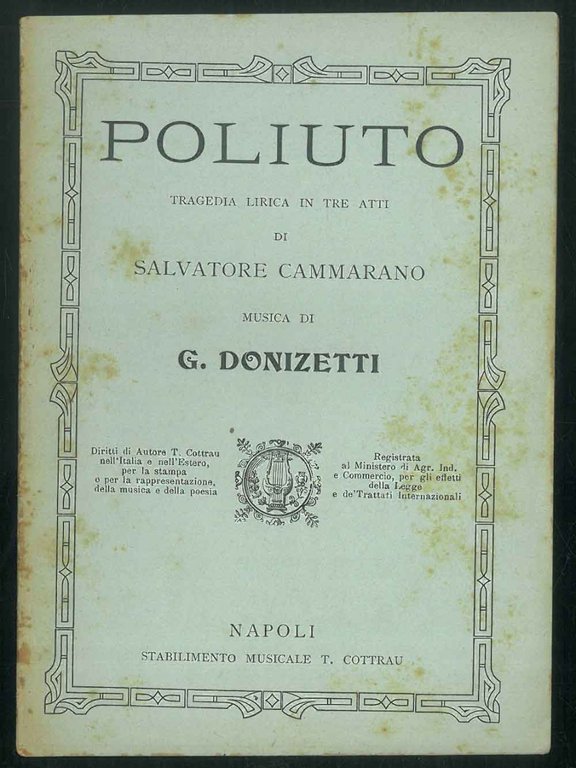 POLIUTO
TRAGEDIA LIRICA IN TRE ATTI
DI
SALVATORE CAMMARANO
MUSICA DI
G. DONIZETTI
Diritti di Autore T. Cottrau
nell'Italia e nell'Estero,
per la stampa
o per la rappresentazione,
della musica e della poesia
Registrata
al Ministero di Agr. Ind.
e Commercio, per gli effetti
della Legge
e de'Trattati Internazionali
NAPOLI
STABILIMENTO MUSICALE T. COTTRAU